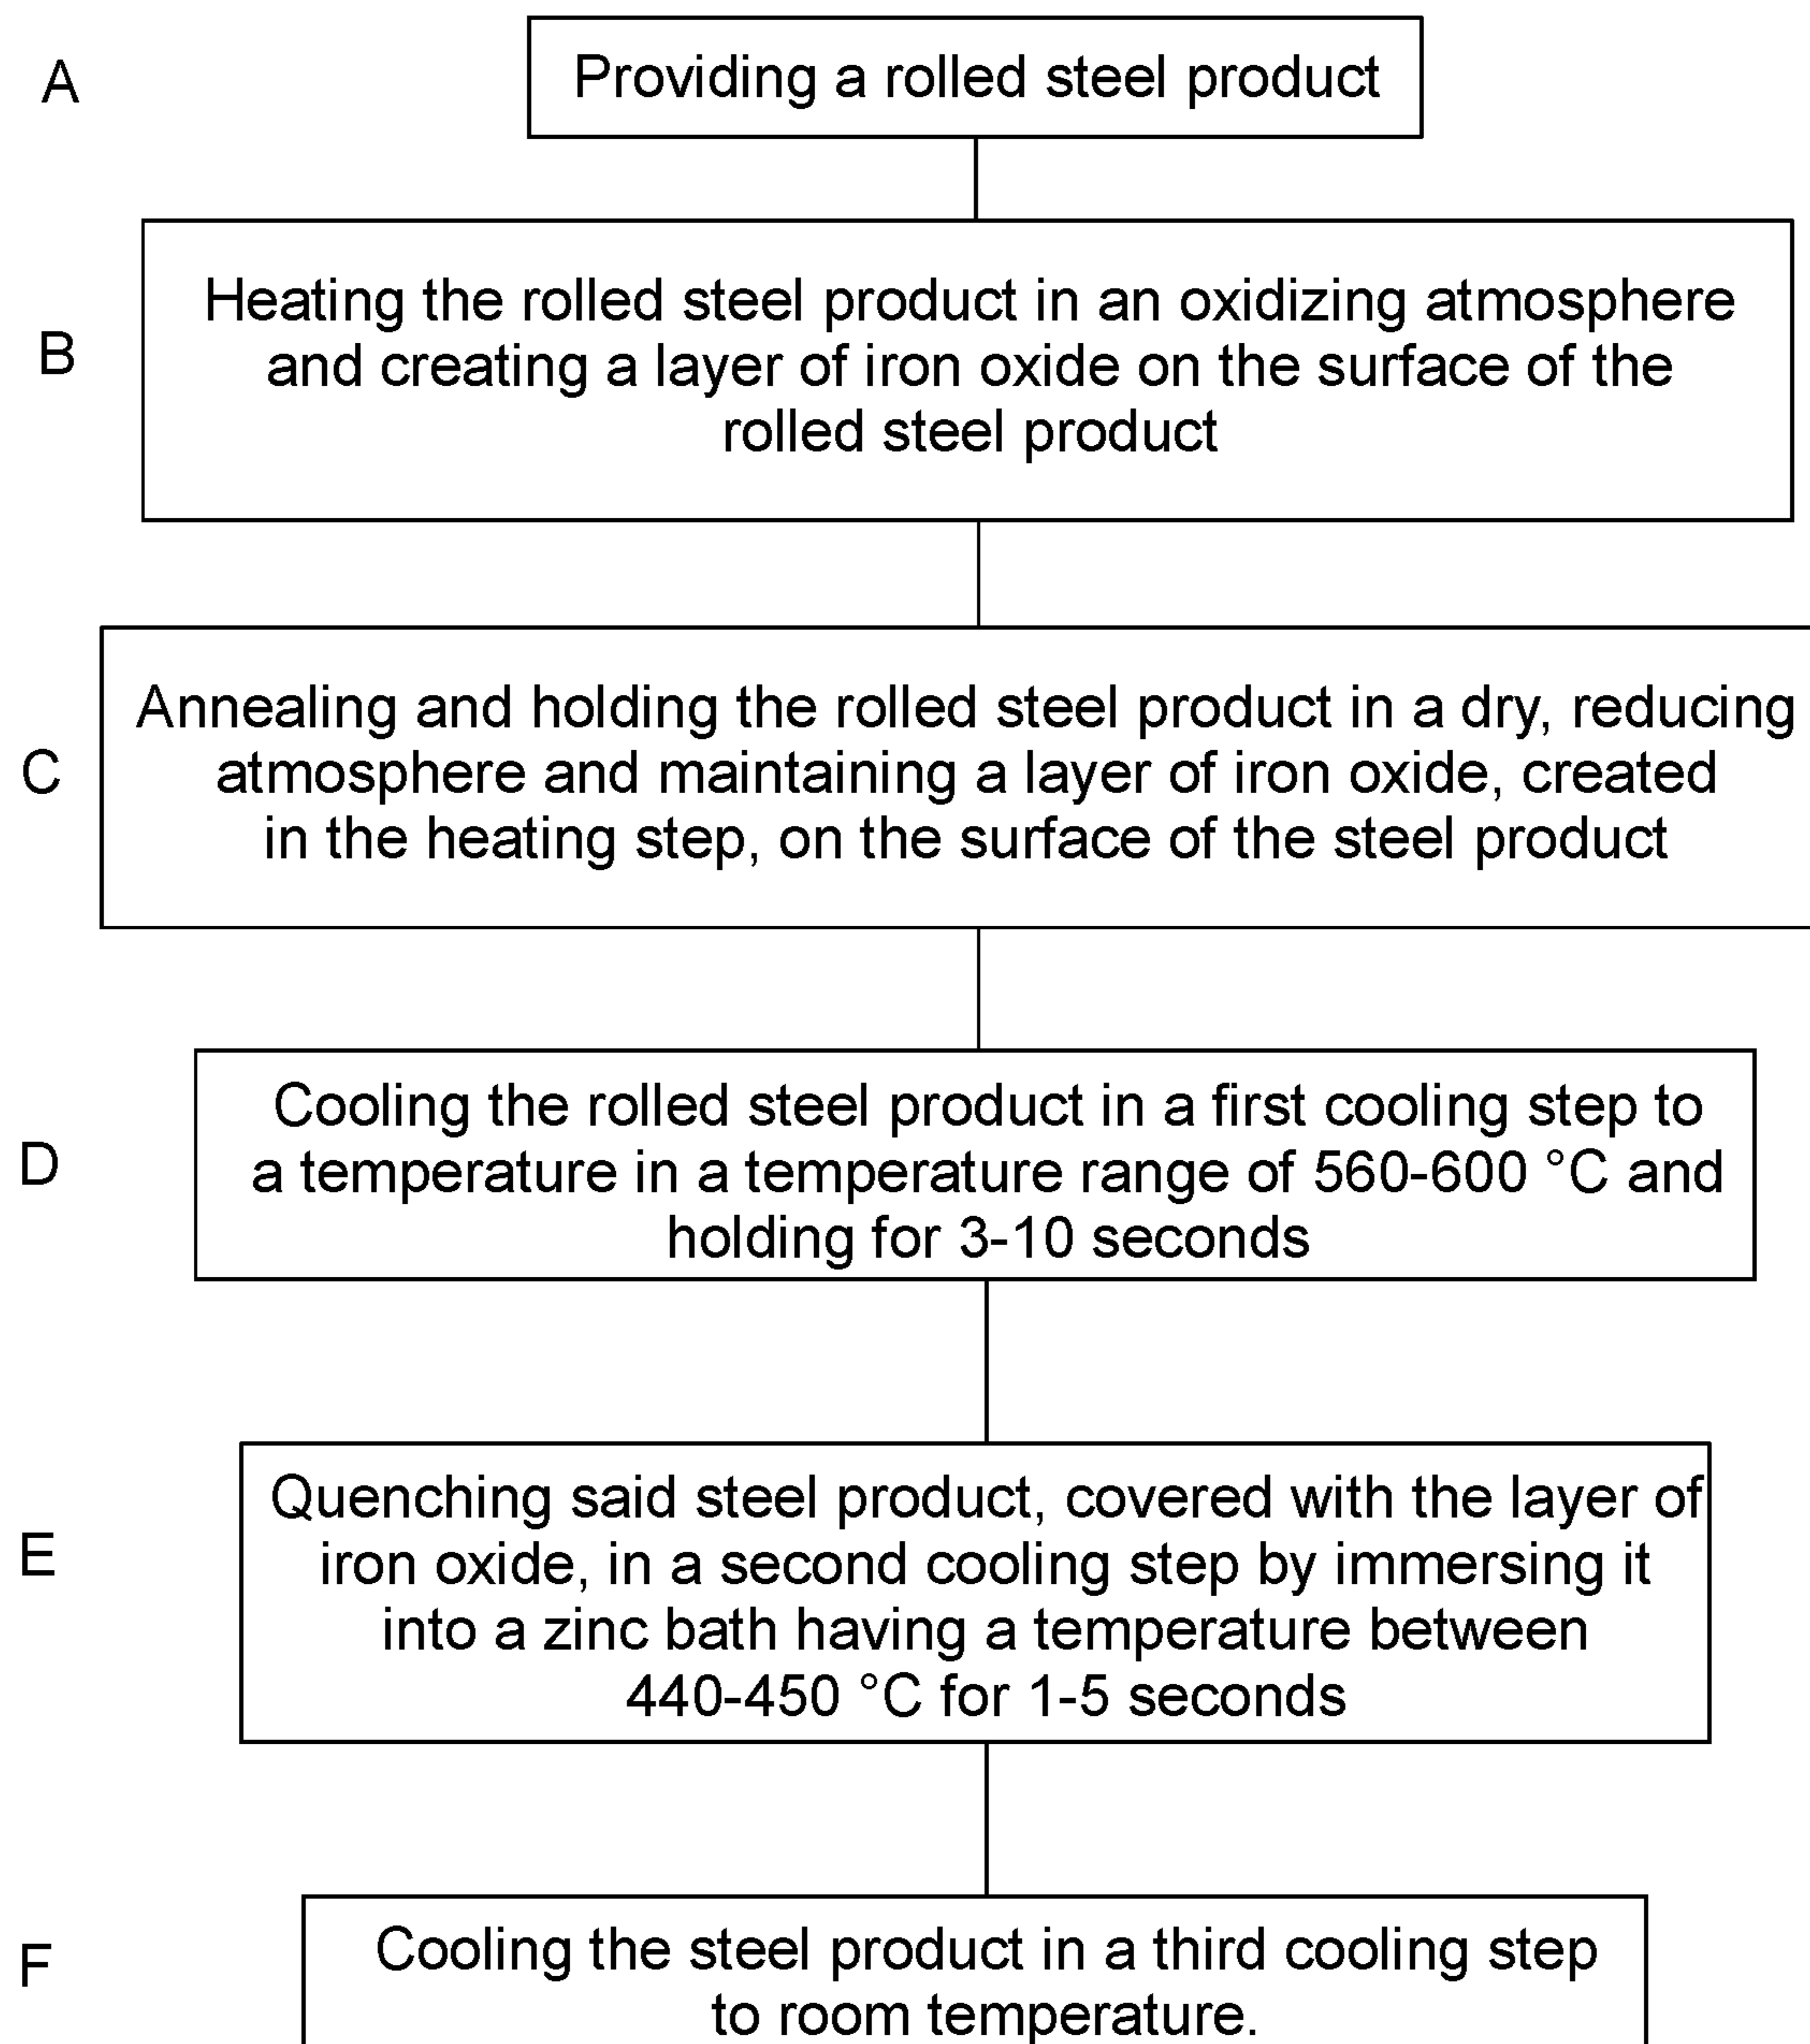 A
Providing a rolled steel product
B
Heating the rolled steel product in an oxidizing atmosphere
and creating a layer of iron oxide on the surface of the
rolled steel product
C
Annealing and holding the rolled steel product in a dry, reducing
atmosphere and maintaining a layer of iron oxide, created
in the heating step, on the surface of the steel product
D
Cooling the rolled steel product in a first cooling step to
a temperature in a temperature range of 560-600 °C and
holding for 3-10 seconds
E
Quenching said steel product, covered with the layer of
iron oxide, in a second cooling step by immersing it
into a zinc bath having a temperature between
440-450 °C for 1-5 seconds
F
Cooling the steel product in a third cooling step
to room temperature.